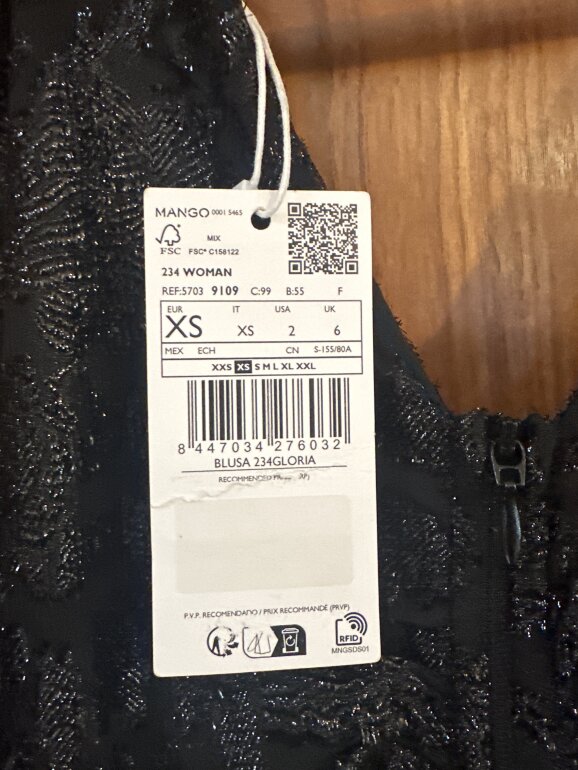 MANGO 0001 5465
FSC
MIX
FSC® C158122
234 WOMAN
REF:5703 9109 C:99 B:55 F
EUR IT USA UK
XS XS 2 6
MEX ECH CN S-155/80A
XXS XS S M L XL XXL
8 447034 276032
BLUSA 234GLORIA
RECOMMENDED
P.V.P. RECOMENDADO / PRIX RECOMMANDÉ (PRVP)
RFID
MNGSDS01